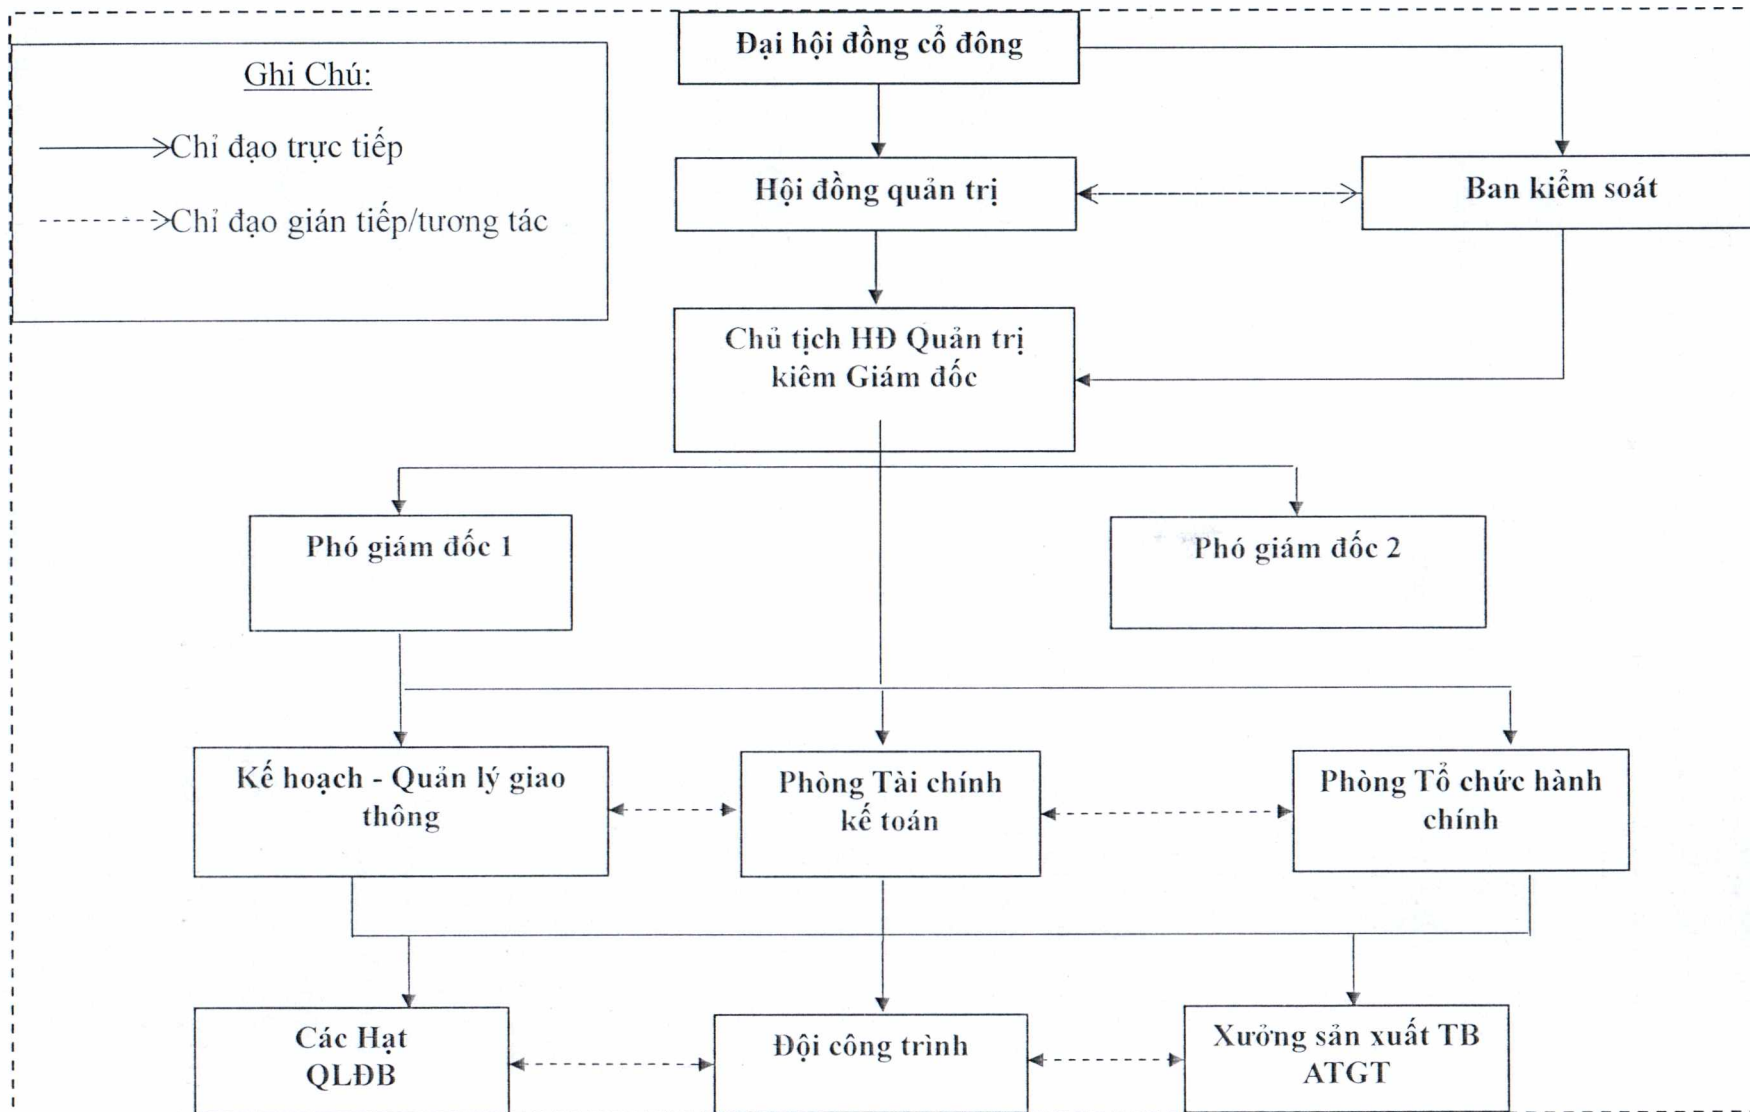 Đại hội đồng cổ đông
Ghi Chú:
Chỉ đạo trực tiếp
Chỉ đạo gián tiếp/tương tác
Hội đồng quản trị
Ban kiểm soát
Chủ tịch HĐ Quản trị
kiêm Giám đốc
Phó giám đốc 1
Phó giám đốc 2
Kế hoạch - Quản lý giao
thông
Phòng Tài chính
kế toán
Phòng Tổ chức hành
chính
Các Hạt
QLĐB
Đội công trình
Xưởng sản xuất TB
ATGT